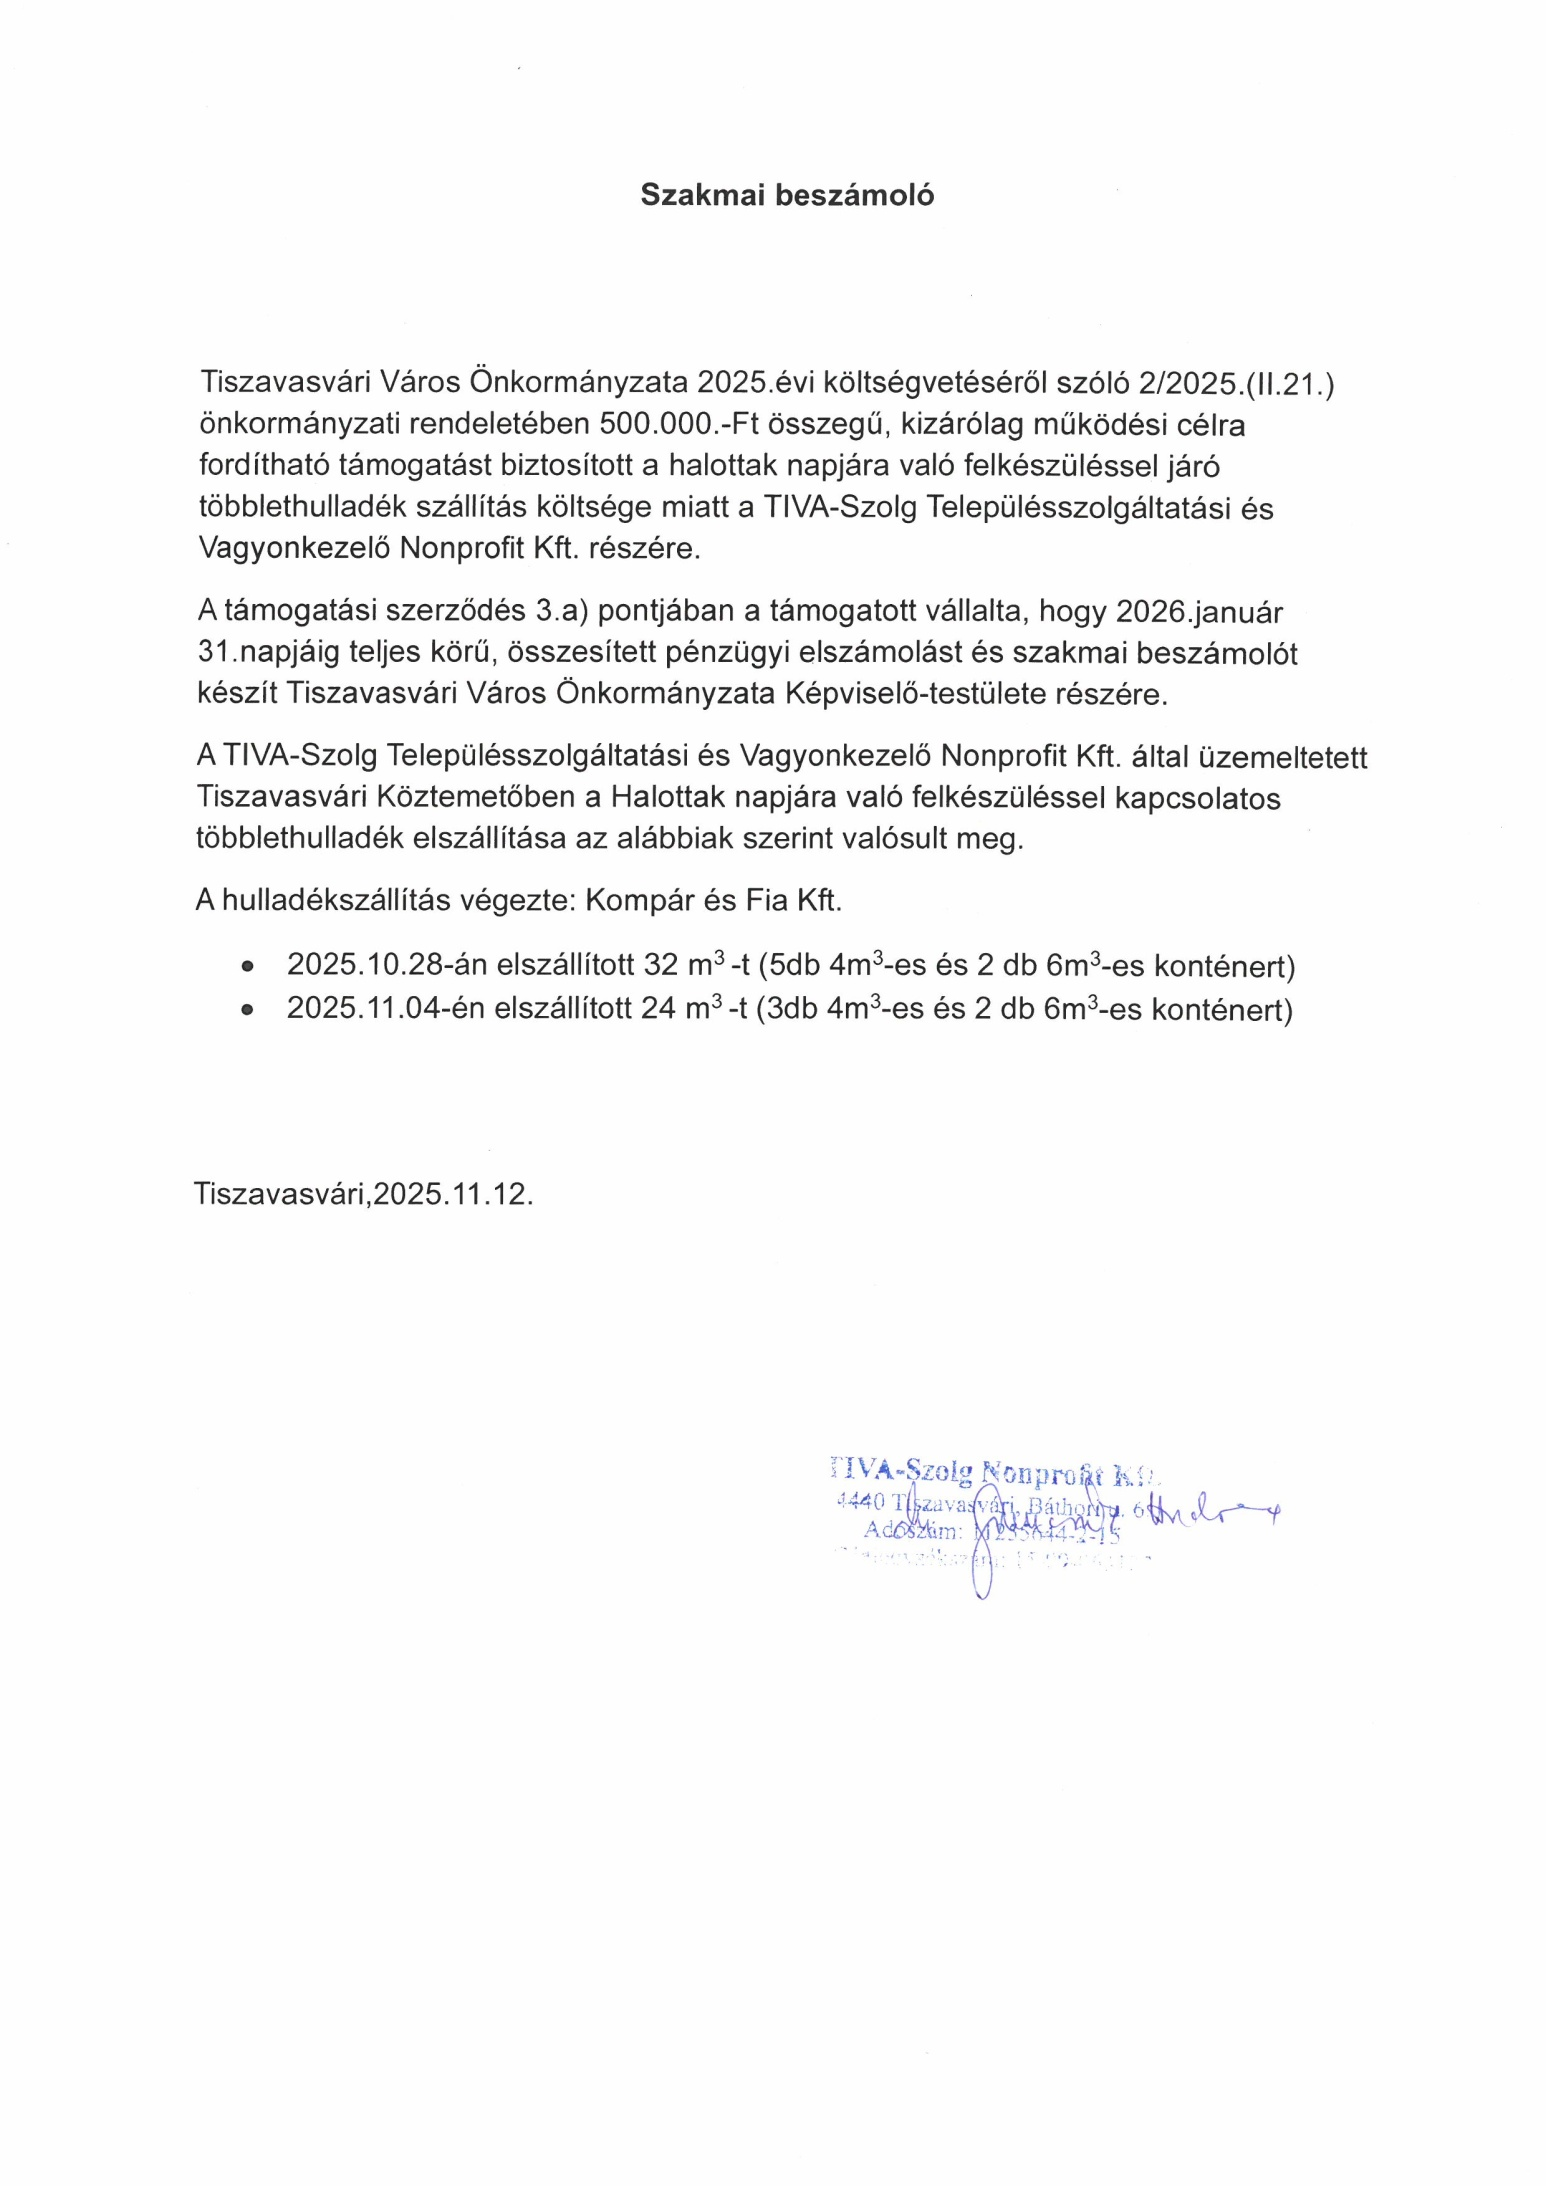 Szakmai beszámoló
Tiszavasvári Város Önkormányzata 2025.évi költségvetéséről szóló 2/2025.(II.21.)
önkormányzati rendeletében 500.000.-Ft összegű, kizárólag működési célra
fordítható támogatást biztosított a halottak napjára való felkészüléssel járó
többlethulladék szállítás költsége miatt a TIVA-Szolg Településszolgáltatási és
Vagyonkezelő Nonprofit Kft. részére.
A támogatási szerződés 3.a) pontjában a támogatott vállalta, hogy 2026.január
31.napjáig teljes körű, összesített pénzügyi elszámolást és szakmai beszámolót
készít Tiszavasvári Város Önkormányzata Képviselő-testülete részére.
A TIVA-Szolg Településszolgáltatási és Vagyonkezelő Nonprofit Kft. által üzemeltetett
Tiszavasvári Köztemetőben a Halottak napjára való felkészüléssel kapcsolatos
többlethulladék elszállítása az alábbiak szerint valósult meg.
A hulladékszállítás végezte: Kompár és Fia Kft.
• 2025.10.28-án elszállított 32 m³ -t (5db 4m³-es és 2 db 6m³-es konténert)
• 2025.11.04-én elszállított 24 m³ -t (3db 4m³-es és 2 db 6m³-es konténert)
Tiszavasvári,2025.11.12.
TIVA-Szolg Nonprofit Kft.
4440 Tiszavasvári, Báthori u. 6
Adószám: